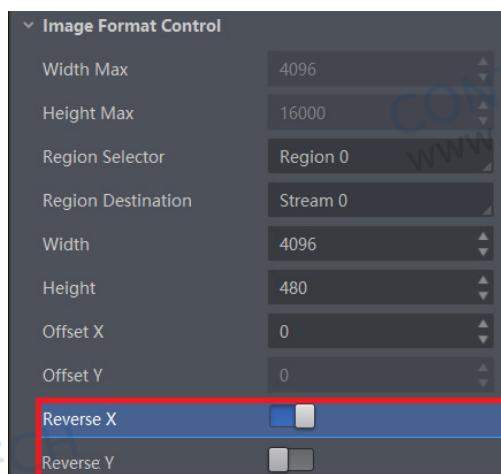 Image Format Control
Width Max 4096
Height Max 16000
Region Selector Region 0
Region Destination Stream 0
Width 4096
Height 480
Offset X 0
Offset Y 0
Reverse X
Reverse Y